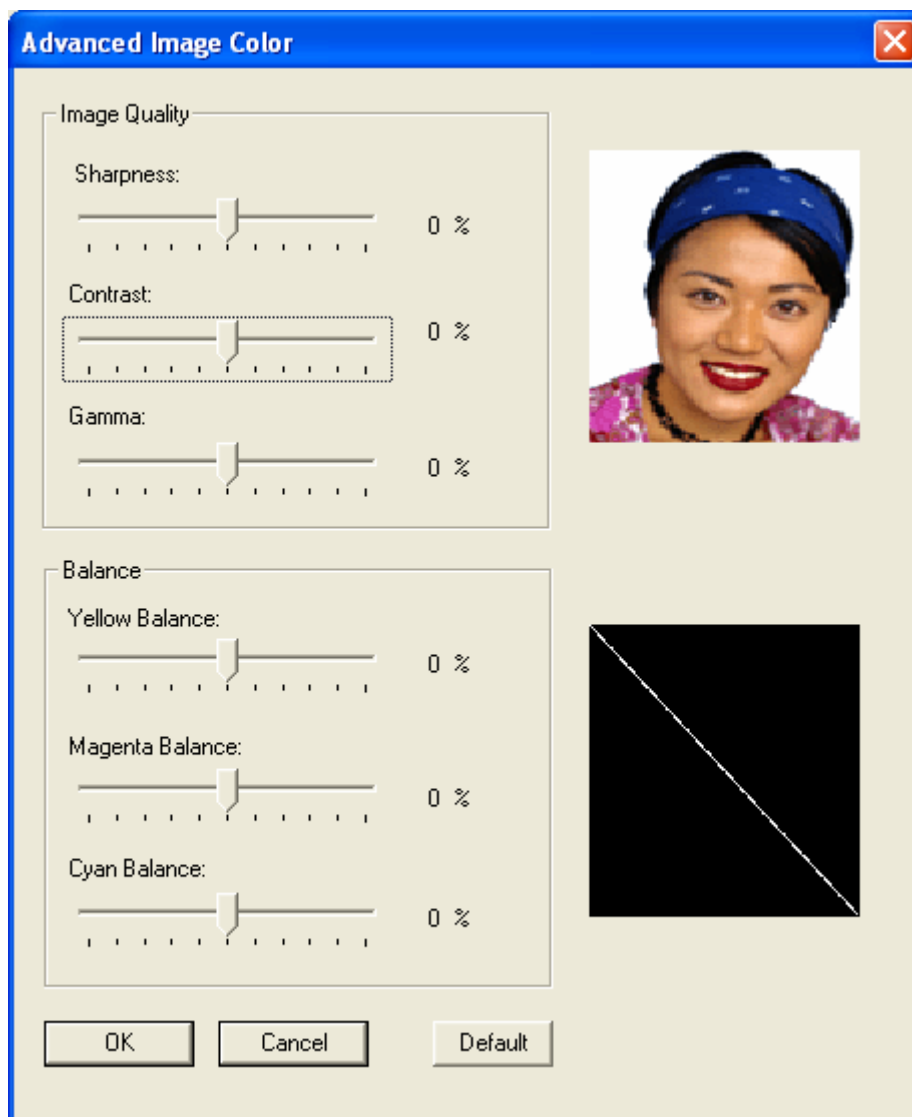 Advanced Image Color
Image Quality
Sharpness:
0 %
Contrast:
0 %
Gamma:
0 %
Balance
Yellow Balance:
0 %
Magenta Balance:
0 %
Cyan Balance:
0 %
OK
Cancel
Default